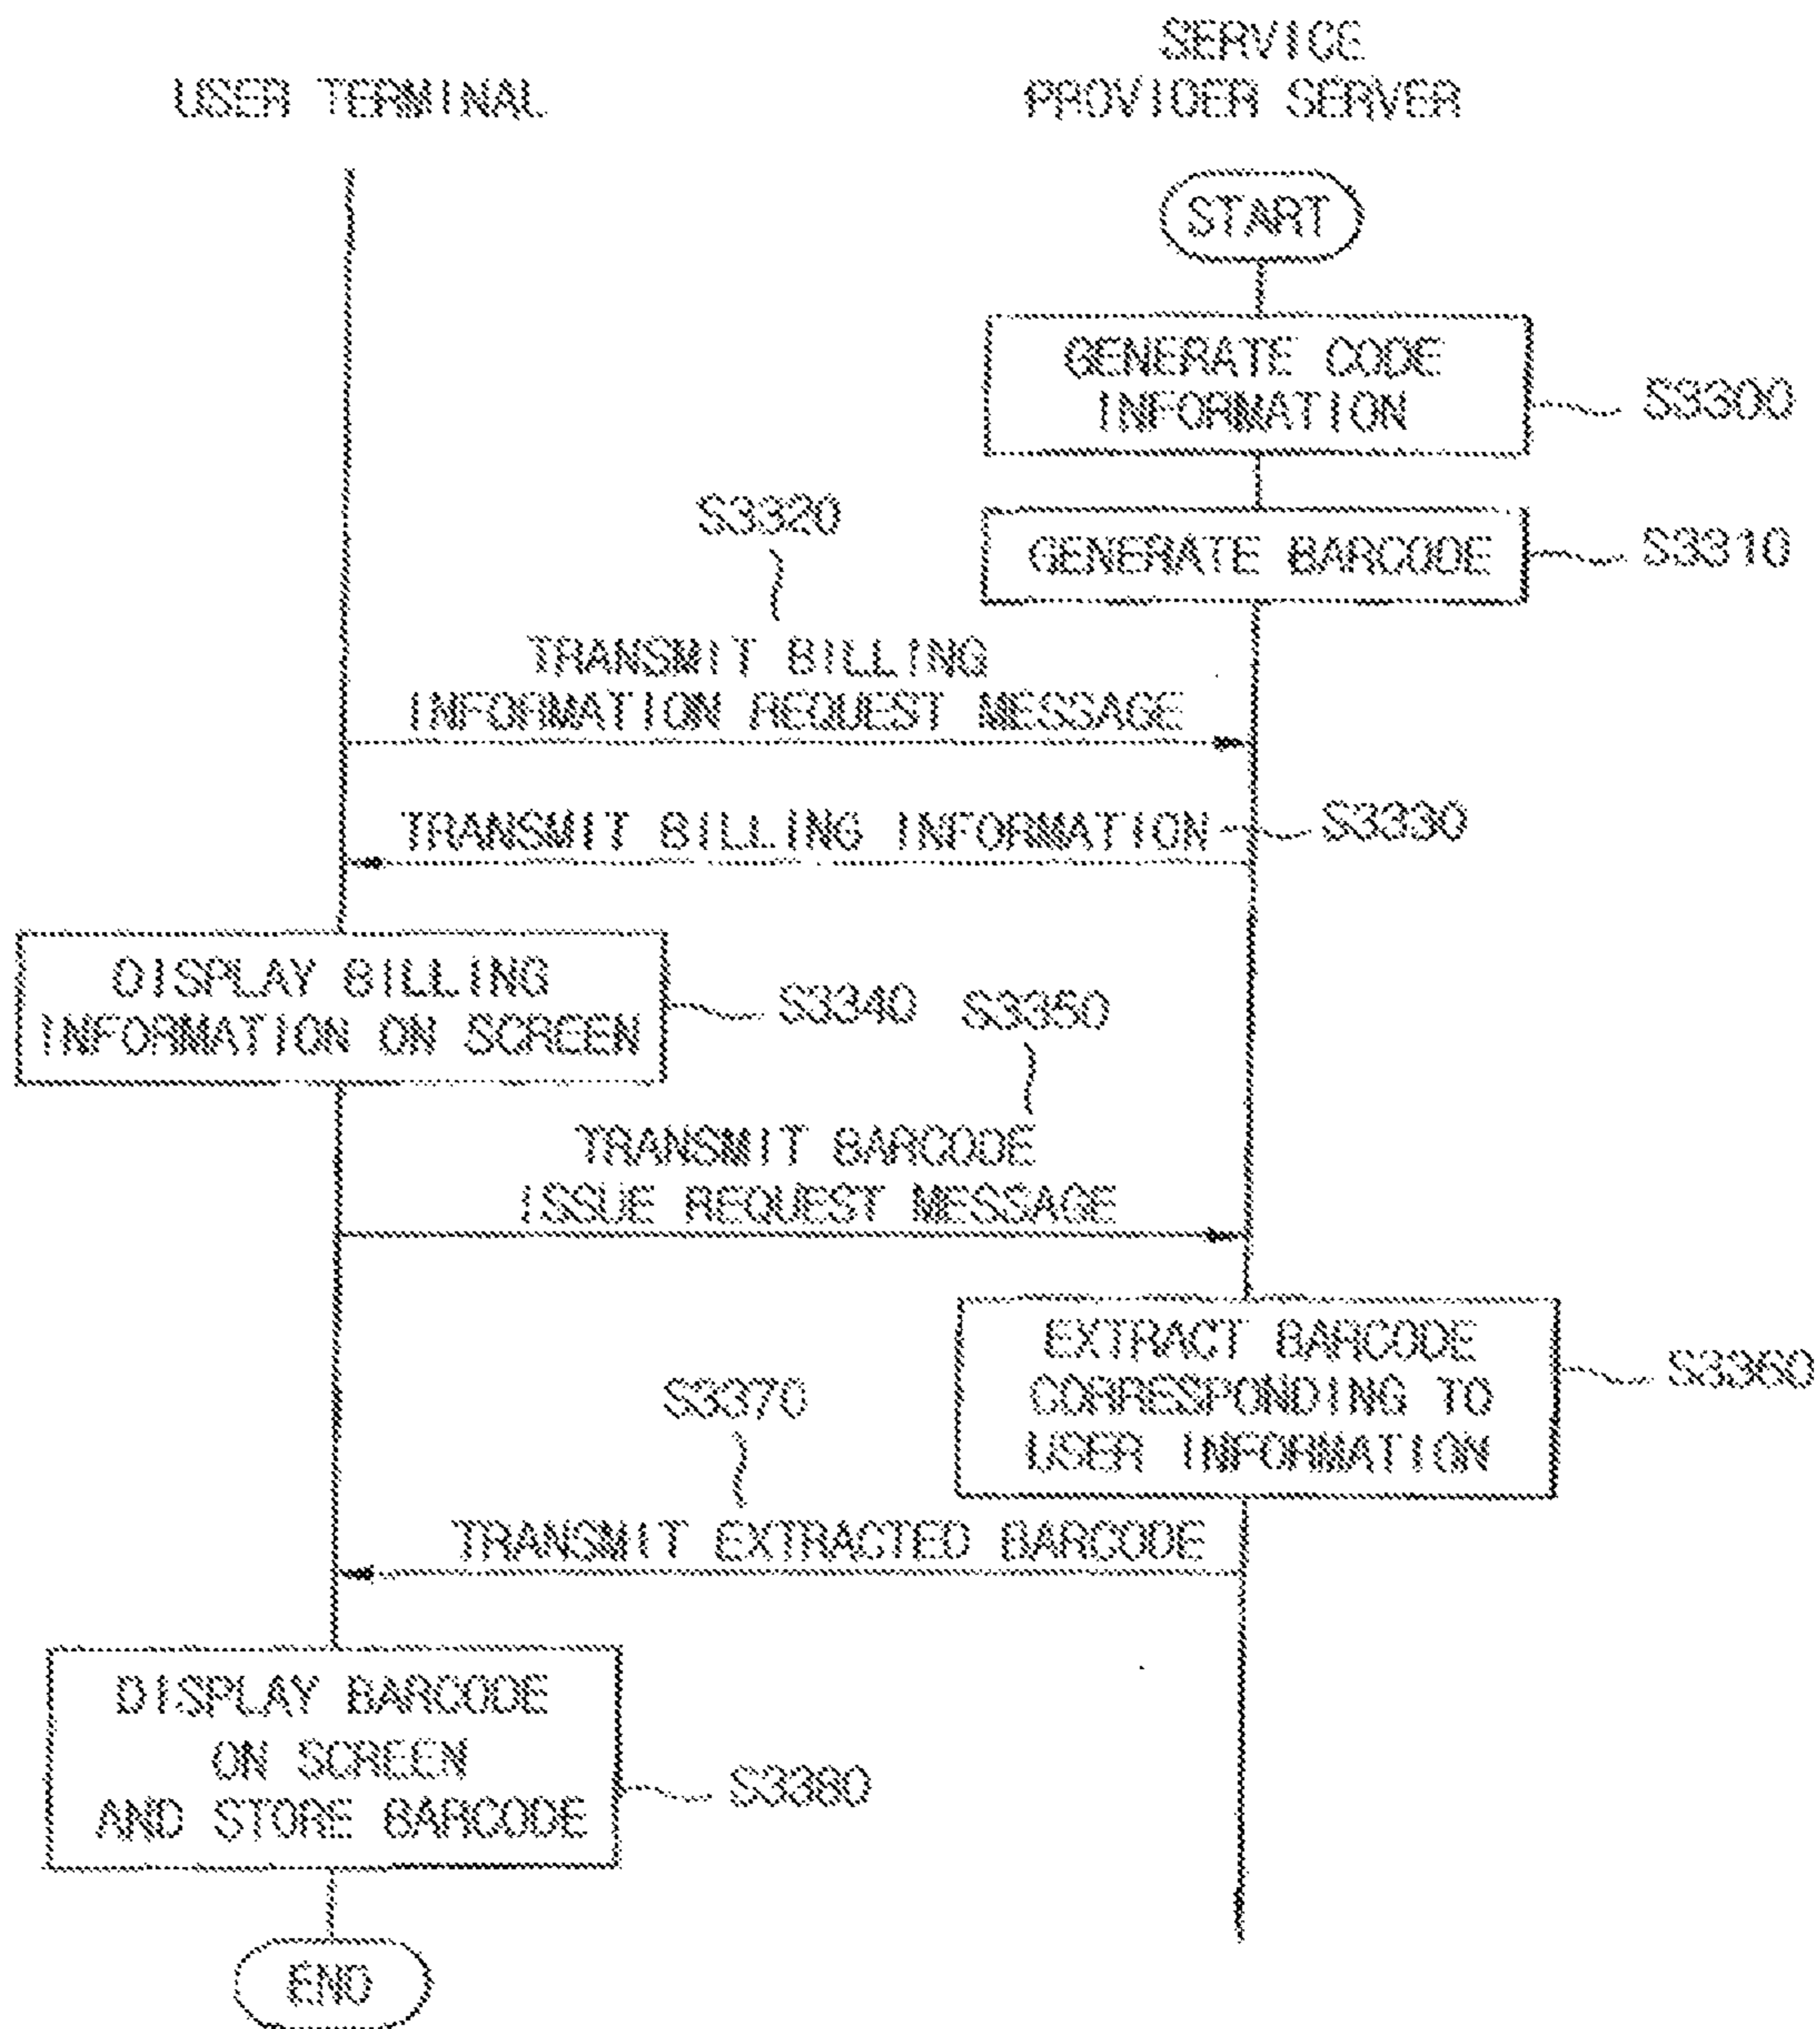 USER TERMINAL
SERVICE
PROVIDER SERVER
START
GENERATE CODE
INFORMATION
S3300
GENERATE BARCODE
S3310
S3320
TRANSMIT BILLING
INFORMATION REQUEST MESSAGE
TRANSMIT BILLING INFORMATION
S3330
DISPLAY BILLING
INFORMATION ON SCREEN
S3340
S3350
TRANSMIT BARCODE
ISSUE REQUEST MESSAGE
EXTRACT BARCODE
CORRESPONDING TO
USER INFORMATION
S3360
S3370
TRANSMIT EXTRACTED BARCODE
DISPLAY BARCODE
ON SCREEN
AND STORE BARCODE
S3380
END